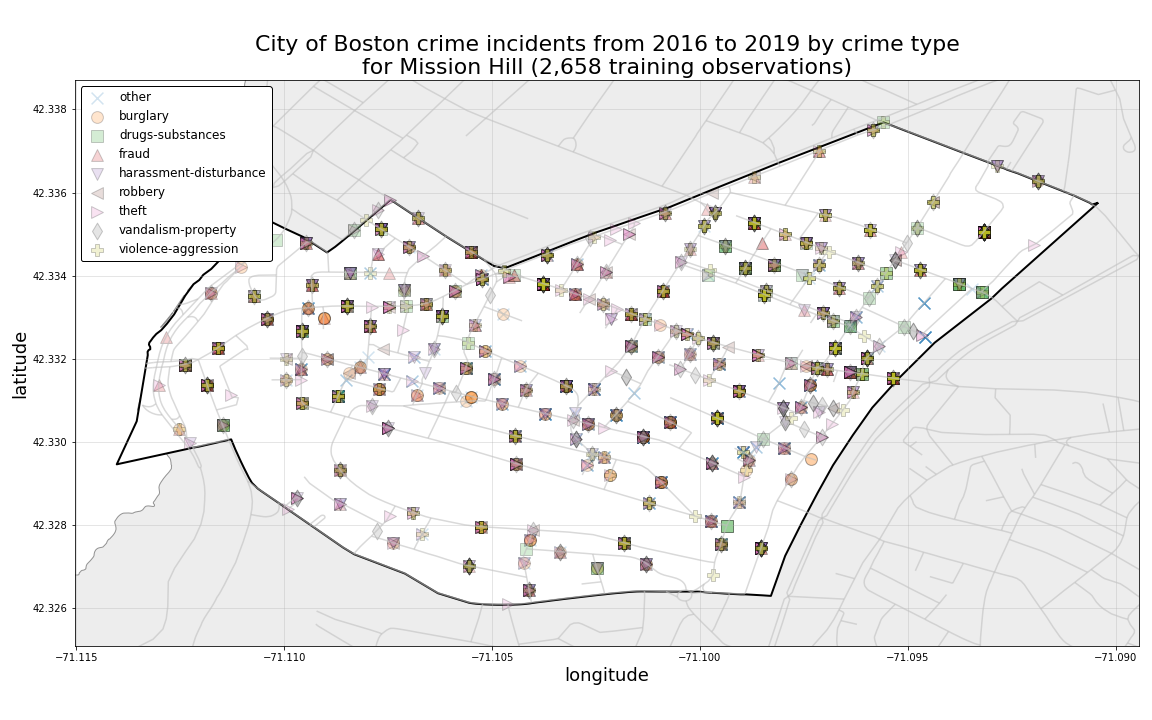 City of Boston crime incidents from 2016 to 2019 by crime type
for Mission Hill (2,658 training observations)
other
burglary
drugs-substances
fraud
harassment-disturbance
robbery
theft
vandalism-property
violence-aggression
latitude
42.338
42.336
42.334
42.332
42.330
42.328
42.326
−71.115
−71.110
−71.105
−71.100
−71.095
−71.090
longitude